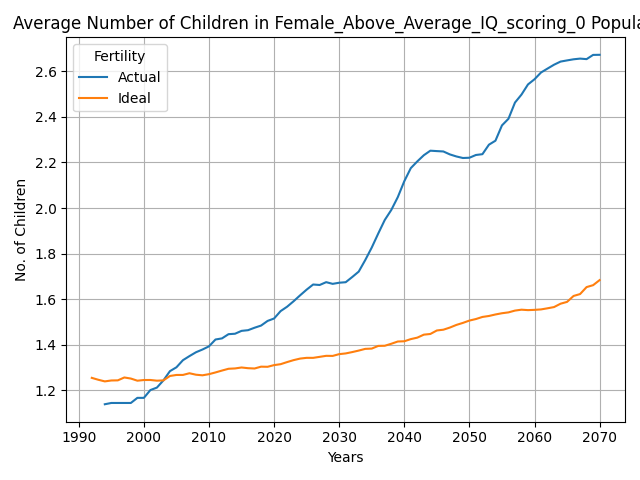 Average Number of Children in Female_Above_Average_IQ_scoring_0 Popula
Fertility
Actual
Ideal
No. of Children
2.6
2.4
2.2
2.0
1.8
1.6
1.4
1.2
1990 2000 2010 2020 2030 2040 2050 2060 2070
Years